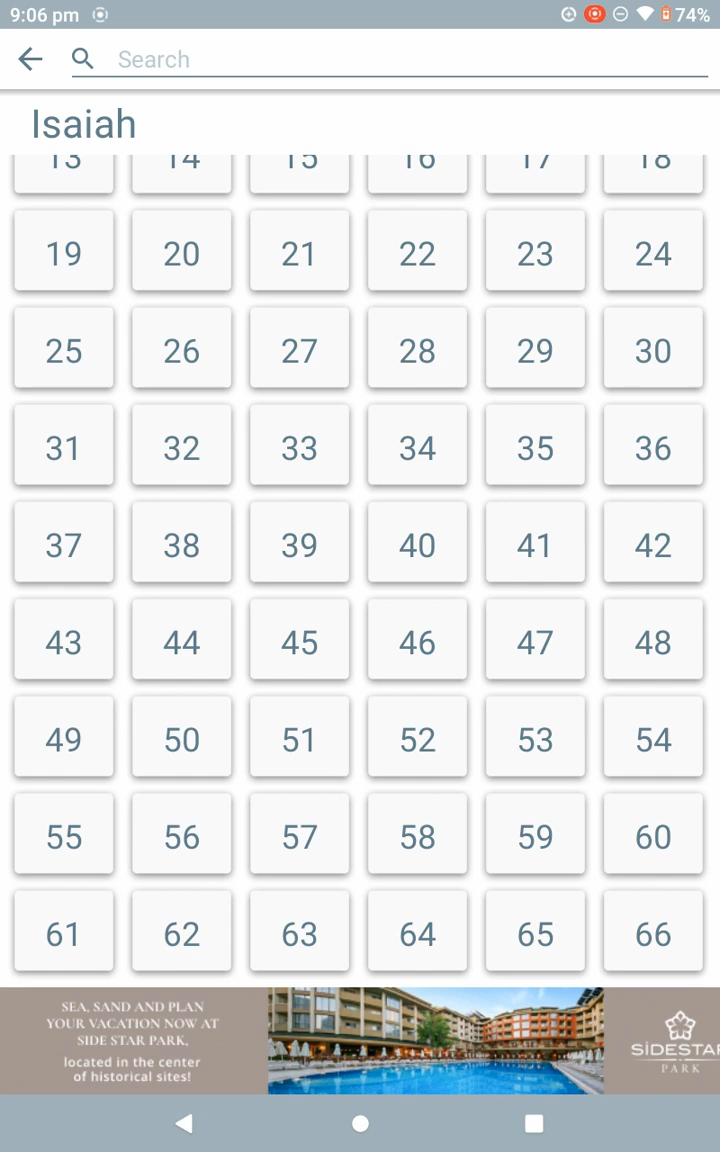 9:06 pm 74%
Search
Isaiah
13 14 15 16 17 18
19 20 21 22 23 24
25 26 27 28 29 30
31 32 33 34 35 36
37 38 39 40 41 42
43 44 45 46 47 48
49 50 51 52 53 54
55 56 57 58 59 60
61 62 63 64 65 66
SEA, SAND AND PLAN
YOUR VACATION NOW AT
SIDE STAR PARK,
located in the center
of historical sites!
SİDESTAR
PARK